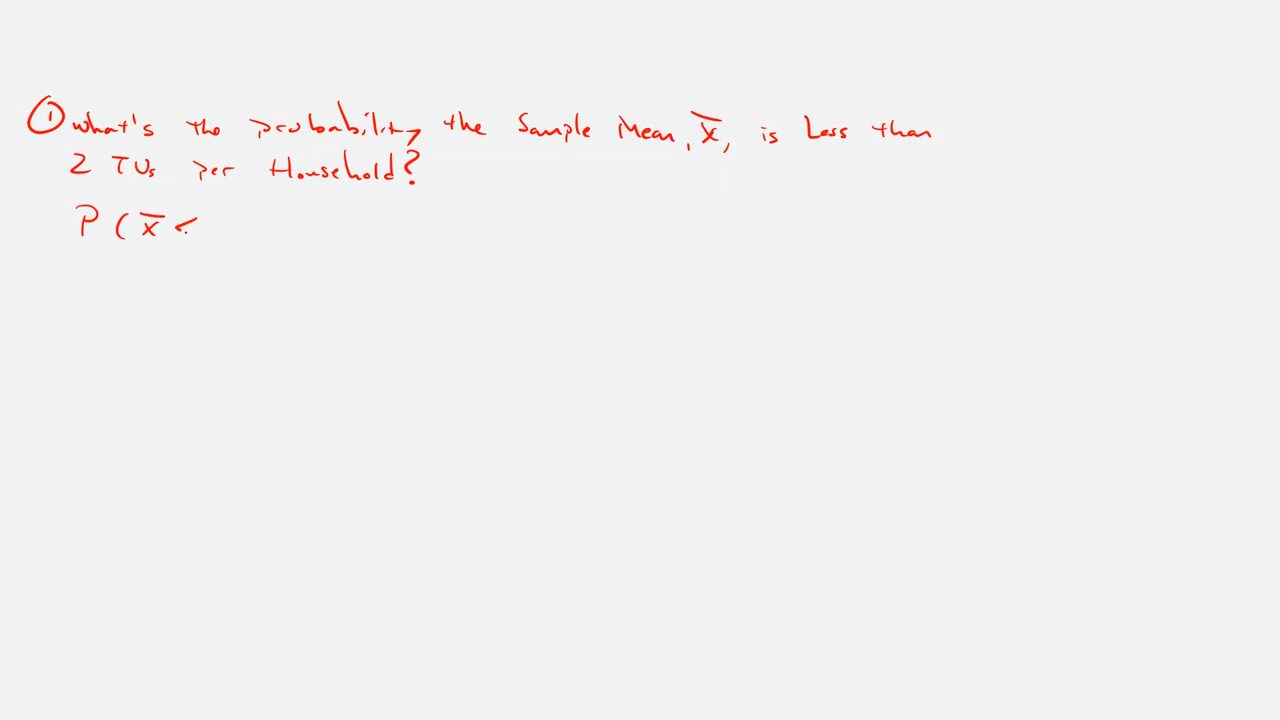 ① What's the probability the Sample Mean, x̅, is Less than
2 TVs per Household?
P ( x̅ <